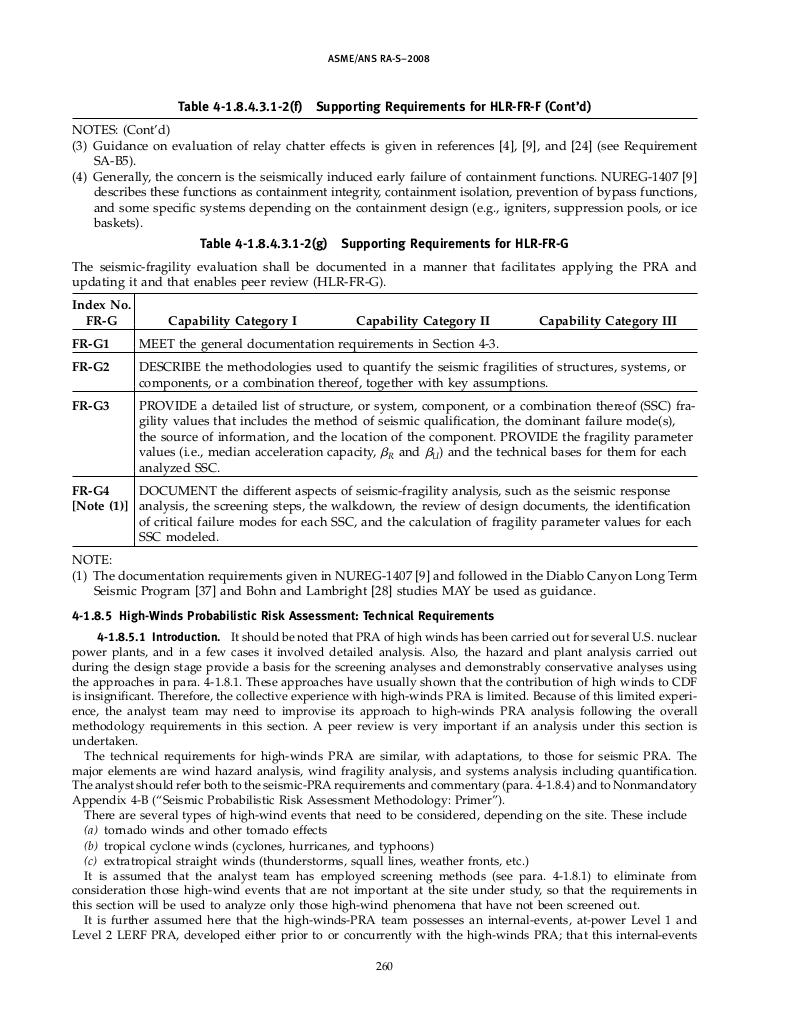 ASME/ANS RA-S–2008
Table 4-1.8.4.3.1-2(f) Supporting Requirements for HLR-FR-F (Cont’d)
NOTES: (Cont’d)
(3) Guidance on evaluation of relay chatter effects is given in references [4], [9], and [24] (see Requirement
SA-B5).
(4) Generally, the concern is the seismically induced early failure of containment functions. NUREG-1407 [9]
describes these functions as containment integrity, containment isolation, prevention of bypass functions,
and some specific systems depending on the containment design (e.g., igniters, suppression pools, or ice
baskets).
Table 4-1.8.4.3.1-2(g) Supporting Requirements for HLR-FR-G
The seismic-fragility evaluation shall be documented in a manner that facilitates applying the PRA and
updating it and that enables peer review (HLR-FR-G).
Index No.
FR-G Capability Category I Capability Category II Capability Category III
FR-G1 MEET the general documentation requirements in Section 4-3.
FR-G2 DESCRIBE the methodologies used to quantify the seismic fragilities of structures, systems, or
components, or a combination thereof, together with key assumptions.
FR-G3 PROVIDE a detailed list of structure, or system, component, or a combination thereof (SSC) fra-
gility values that includes the method of seismic qualification, the dominant failure mode(s),
the source of information, and the location of the component. PROVIDE the fragility parameter
values (i.e., median acceleration capacity, βR and βU) and the technical bases for them for each
analyzed SSC.
FR-G4 DOCUMENT the different aspects of seismic-fragility analysis, such as the seismic response
[Note (1)] analysis, the screening steps, the walkdown, the review of design documents, the identification
of critical failure modes for each SSC, and the calculation of fragility parameter values for each
SSC modeled.
NOTE:
(1) The documentation requirements given in NUREG-1407 [9] and followed in the Diablo Canyon Long Term
Seismic Program [37] and Bohn and Lambright [28] studies MAY be used as guidance.
4-1.8.5 High-Winds Probabilistic Risk Assessment: Technical Requirements
4-1.8.5.1 Introduction. It should be noted that PRA of high winds has been carried out for several U.S. nuclear
power plants, and in a few cases it involved detailed analysis. Also, the hazard and plant analysis carried out
during the design stage provide a basis for the screening analyses and demonstrably conservative analyses using
the approaches in para. 4-1.8.1. These approaches have usually shown that the contribution of high winds to CDF
is insignificant. Therefore, the collective experience with high-winds PRA is limited. Because of this limited experi-
ence, the analyst team may need to improvise its approach to high-winds PRA analysis following the overall
methodology requirements in this section. A peer review is very important if an analysis under this section is
undertaken.
The technical requirements for high-winds PRA are similar, with adaptations, to those for seismic PRA. The
major elements are wind hazard analysis, wind fragility analysis, and systems analysis including quantification.
The analyst should refer both to the seismic-PRA requirements and commentary (para. 4-1.8.4) and to Nonmandatory
Appendix 4-B (“Seismic Probabilistic Risk Assessment Methodology: Primer”).
There are several types of high-wind events that need to be considered, depending on the site. These include
(a) tornado winds and other tornado effects
(b) tropical cyclone winds (cyclones, hurricanes, and typhoons)
(c) extratropical straight winds (thunderstorms, squall lines, weather fronts, etc.)
It is assumed that the analyst team has employed screening methods (see para. 4-1.8.1) to eliminate from
consideration those high-wind events that are not important at the site under study, so that the requirements in
this section will be used to analyze only those high-wind phenomena that have not been screened out.
It is further assumed here that the high-winds-PRA team possesses an internal-events, at-power Level 1 and
Level 2 LERF PRA, developed either prior to or concurrently with the high-winds PRA; that this internal-events
260